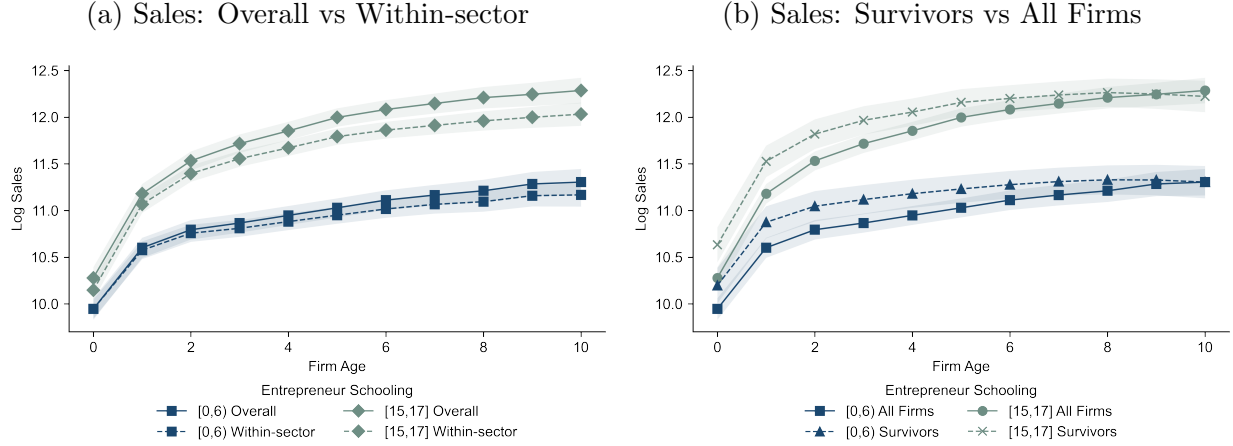 (a) Sales: Overall vs Within-sector
12.5
12.0
11.5
11.0
10.5
10.0
Log Sales
0 2 4 6 8 10
Firm Age
Entrepreneur Schooling
[0,6) Overall [15,17] Overall
[0,6) Within-sector [15,17] Within-sector
(b) Sales: Survivors vs All Firms
12.5
12.0
11.5
11.0
10.5
10.0
Log Sales
0 2 4 6 8 10
Firm Age
Entrepreneur Schooling
[0,6) All Firms [15,17] All Firms
[0,6) Survivors [15,17] Survivors